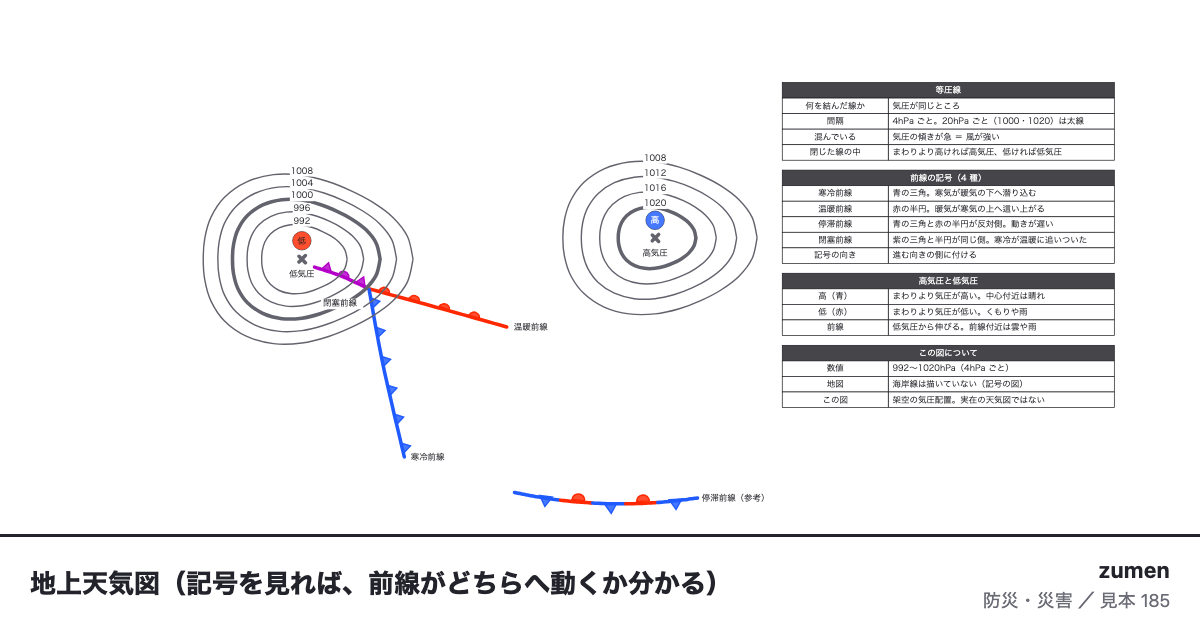 1008
1004
1000
996
992
低
低気圧
閉塞前線
温暖前線
寒冷前線
1008
1012
1016
1020
高
高気圧
停滞前線（参考）
等圧線
何を結んだ線か 気圧が同じところ
間隔 4hPa ごと。20hPa ごと（1000・1020）は太線
混んでいる 気圧の傾きが急 ＝ 風が強い
閉じた線の中 まわりより高ければ高気圧、低ければ低気圧
前線の記号（4 種）
寒冷前線 青の三角。寒気が暖気の下へ潜り込む
温暖前線 赤の半円。暖気が寒気の上へ這い上がる
停滞前線 青の三角と赤の半円が反対側。動きが遅い
閉塞前線 紫の三角と半円が同じ側。寒冷が温暖に追いついた
記号の向き 進む向きの側に付ける
高気圧と低気圧
高（青） まわりより気圧が高い。中心付近は晴れ
低（赤） まわりより気圧が低い。くもりや雨
前線 低気圧から伸びる。前線付近は雲や雨
この図について
数値 992〜1020hPa（4hPa ごと）
地図 海岸線は描いていない（記号の図）
この図 架空の気圧配置。実在の天気図ではない
地上天気図（記号を見れば、前線がどちらへ動くか分かる）
zumen
防災・災害 ／ 見本 185